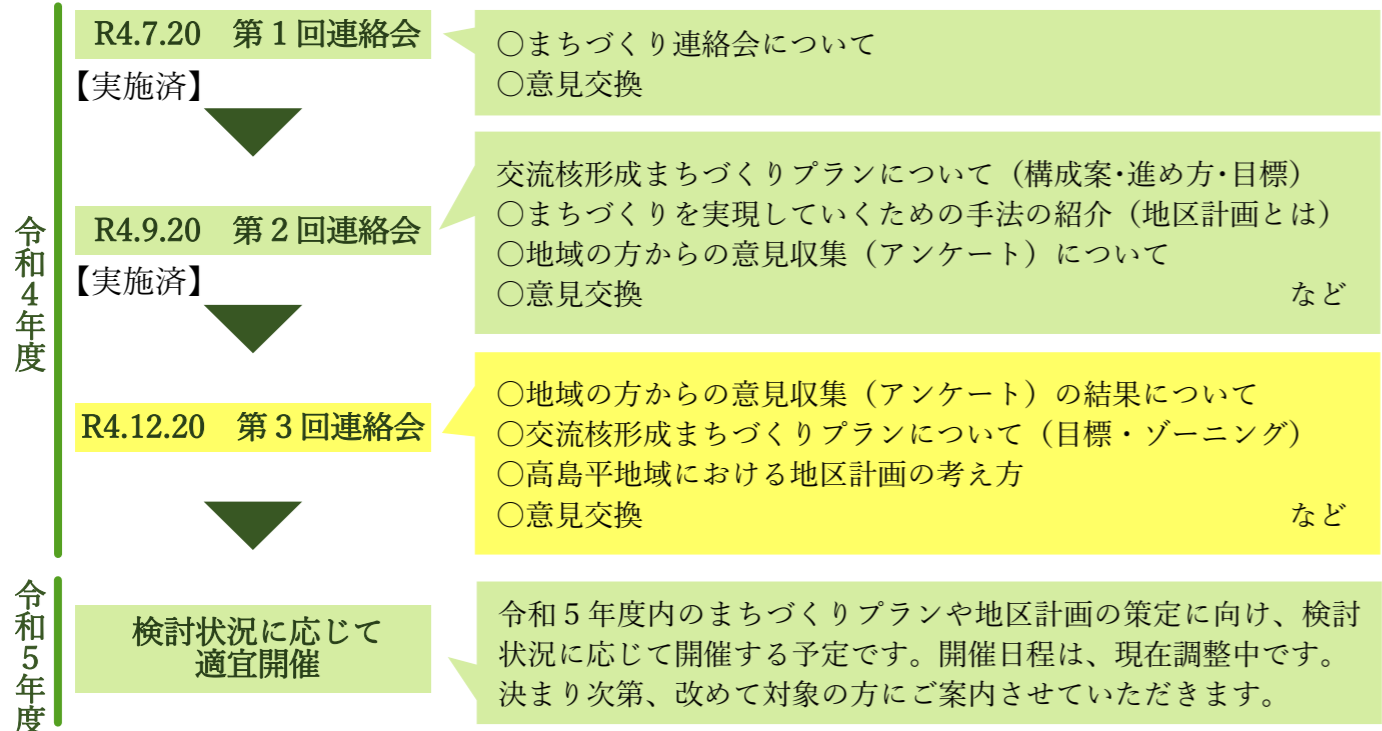 令和4年度
R4.7.20 第1回連絡会
【実施済】
○まちづくり連絡会について
○意見交換
R4.9.20 第2回連絡会
【実施済】
交流核形成まちづくりプランについて（構成案･進め方･目標）
○まちづくりを実現していくための手法の紹介（地区計画とは）
○地域の方からの意見収集（アンケート）について
○意見交換 など
R4.12.20 第3回連絡会
○地域の方からの意見収集（アンケート）の結果について
○交流核形成まちづくりプランについて（目標・ゾーニング）
○高島平地域における地区計画の考え方
○意見交換 など
令和5年度
検討状況に応じて
適宜開催
令和5年度内のまちづくりプランや地区計画の策定に向け、検討
状況に応じて開催する予定です。開催日程は、現在調整中です。
決まり次第、改めて対象の方にご案内させていただきます。